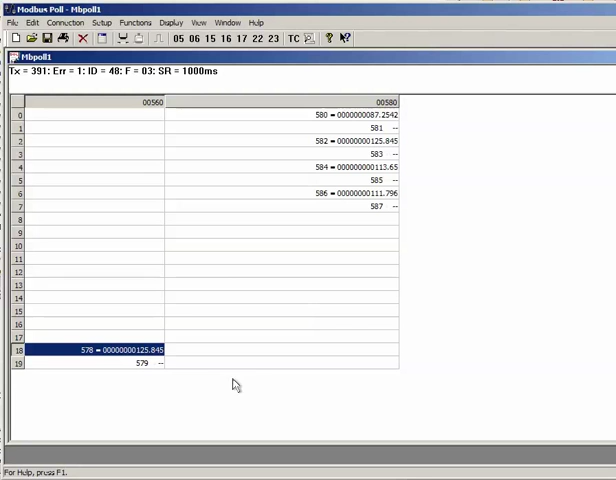 Modbus Poll - Mbpoll1
File Edit Connection Setup Functions Display View Window Help
05 06 15 16 17 22 23 TC
Mbpoll1
Tx = 391: Err = 1: ID = 48: F = 03: SR = 1000ms
00560 00580
0 580 = 0000000087.2542
1 581 --
2 582 = 00000000125.845
3 583 --
4 584 = 000000000113.65
5 585 --
6 586 = 00000000111.796
7 587 --
8
9
10
11
12
13
14
15
16
17
18 578 = 00000000125.845
19 579 --
For Help, press F1.